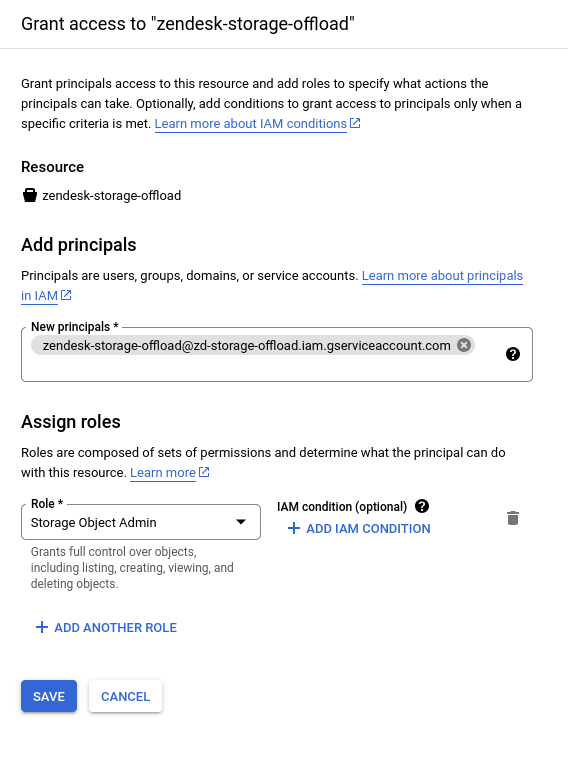 Grant access to "zendesk-storage-offload"
Grant principals access to this resource and add roles to specify what actions the
principals can take. Optionally, add conditions to grant access to principals only when a
specific criteria is met. Learn more about IAM conditions
Resource
zendesk-storage-offload
Add principals
Principals are users, groups, domains, or service accounts. Learn more about principals
in IAM
New principals *
zendesk-storage-offload@zd-storage-offload.iam.gserviceaccount.com
Assign roles
Roles are composed of sets of permissions and determine what the principal can do
with this resource. Learn more
Role *
Storage Object Admin
IAM condition (optional)
ADD IAM CONDITION
Grants full control over objects,
including listing, creating, viewing, and
deleting objects.
ADD ANOTHER ROLE
SAVE
CANCEL